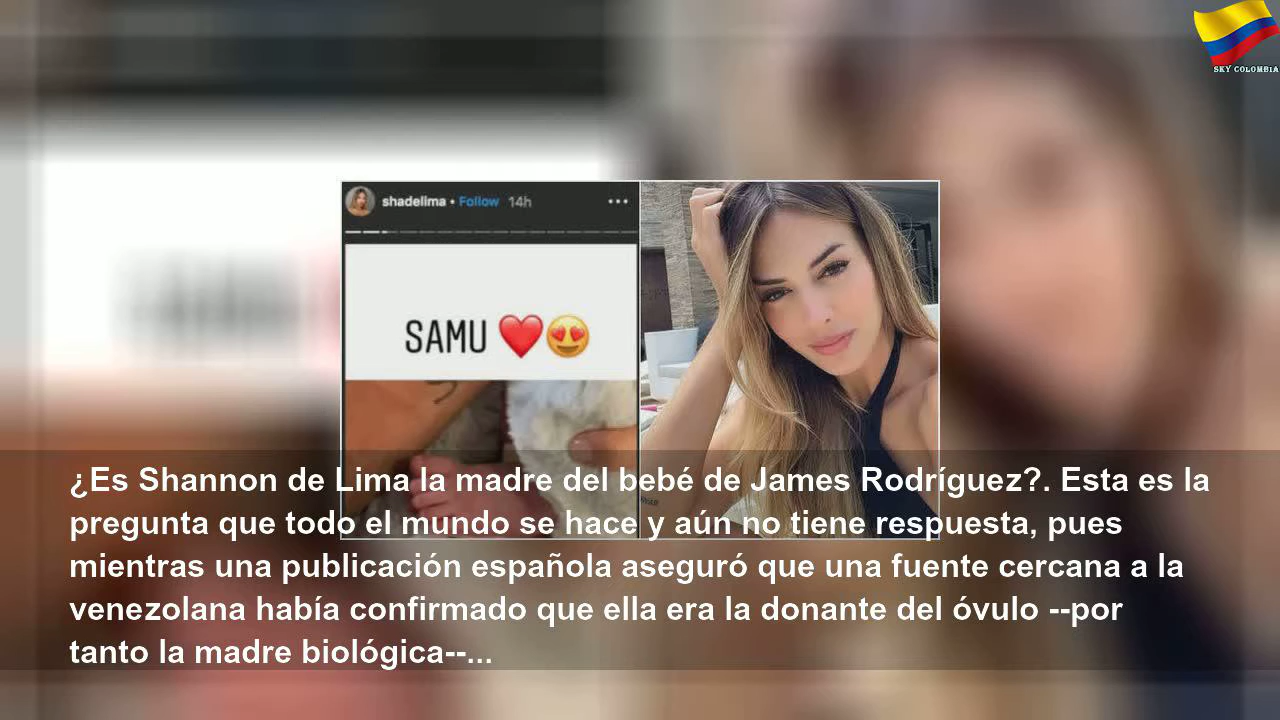 SKY COLOMBIA
shadelima • Follow 14h
SAMU ❤️😍
¿Es Shannon de Lima la madre del bebé de James Rodríguez?. Esta es la
pregunta que todo el mundo se hace y aún no tiene respuesta, pues
mientras una publicación española aseguró que una fuente cercana a la
venezolana había confirmado que ella era la donante del óvulo --por
tanto la madre biológica--...